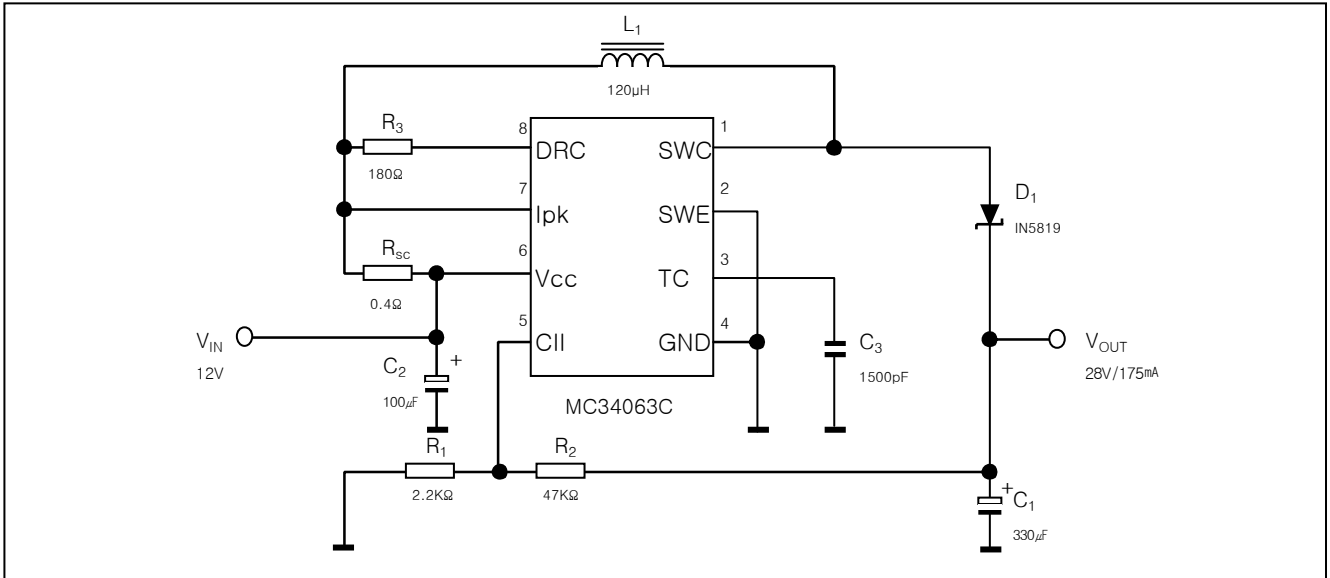 L₁
120μH
R₃
180Ω
8
DRC
7
Ipk
Rsc
0.4Ω
6
Vcc
5
CII
1
SWC
2
SWE
3
TC
4
GND
MC34063C
D₁
IN5819
VIN
12V
C₂
+
100μF
C₃
1500pF
VOUT
28V/175mA
R₁
2.2KΩ
R₂
47KΩ
+
C₁
330μF